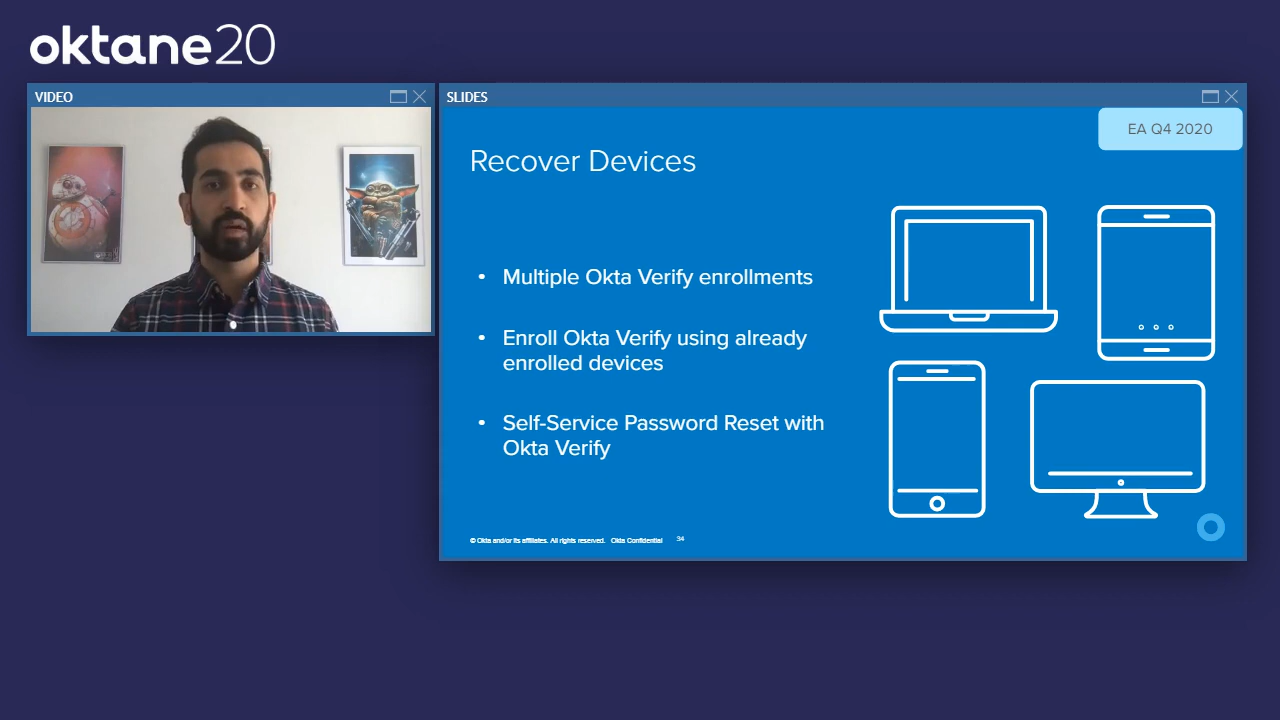 oktane20
VIDEO
SLIDES
EA Q4 2020
Recover Devices
• Multiple Okta Verify enrollments
• Enroll Okta Verify using already
enrolled devices
• Self-Service Password Reset with
Okta Verify
© Okta and/or its affiliates. All rights reserved. Okta Confidential 34